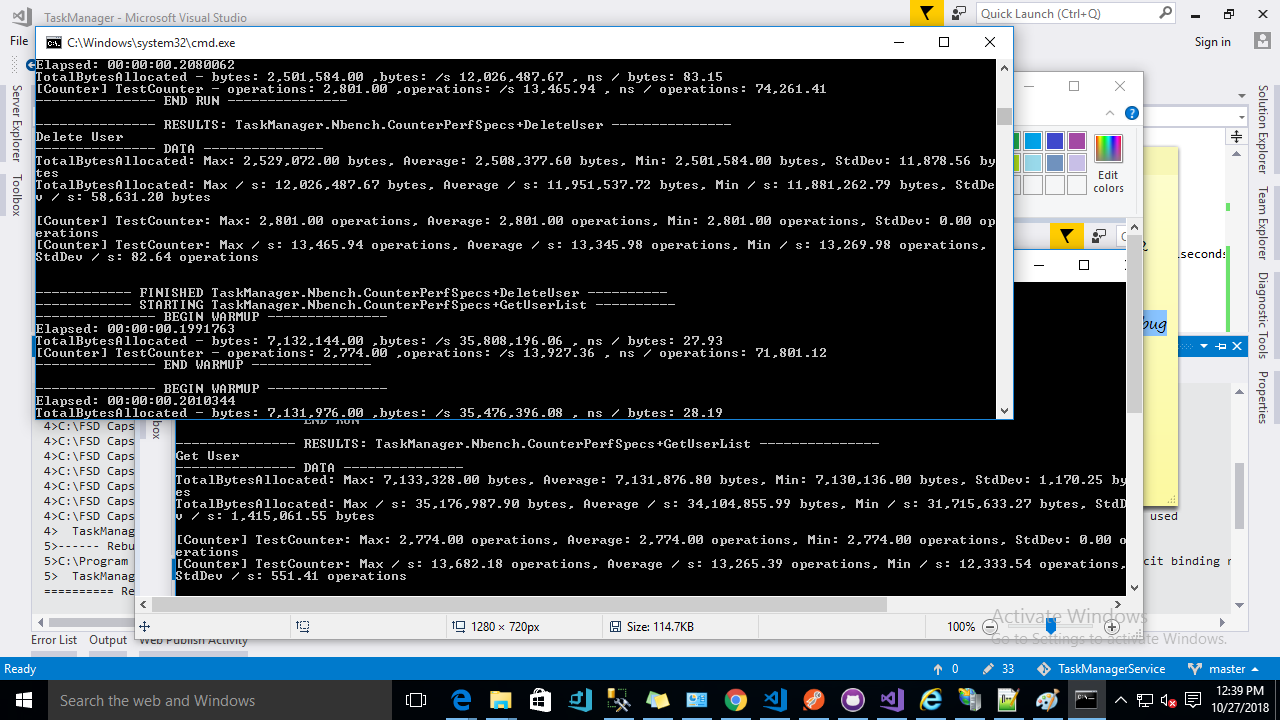 TaskManager - Microsoft Visual Studio
Quick Launch (Ctrl+Q)
File
Sign in
C:\Windows\system32\cmd.exe
Elapsed: 00:00:00.2080062
TotalBytesAllocated - bytes: 2,501,584.00 ,bytes: /s 12,026,487.67 , ns / bytes: 83.15
[Counter] TestCounter - operations: 2,801.00 ,operations: /s 13,465.94 , ns / operations: 74,261.41
--------------- END RUN ---------------
--------------- RESULTS: TaskManager.Nbench.CounterPerfSpecs+DeleteUser ---------------
Delete User
--------------- DATA ---------------
TotalBytesAllocated: Max: 2,529,072.00 bytes, Average: 2,508,377.60 bytes, Min: 2,501,584.00 bytes, StdDev: 11,878.56 by
tes
TotalBytesAllocated: Max / s: 12,026,487.67 bytes, Average / s: 11,951,537.72 bytes, Min / s: 11,881,262.79 bytes, StdDe
v / s: 58,631.20 bytes
[Counter] TestCounter: Max: 2,801.00 operations, Average: 2,801.00 operations, Min: 2,801.00 operations, StdDev: 0.00 op
erations
[Counter] TestCounter: Max / s: 13,465.94 operations, Average / s: 13,345.98 operations, Min / s: 13,269.98 operations,
StdDev / s: 82.64 operations
------------ FINISHED TaskManager.Nbench.CounterPerfSpecs+DeleteUser ----------
------------ STARTING TaskManager.Nbench.CounterPerfSpecs+GetUserList ----------
--------------- BEGIN WARMUP ---------------
Elapsed: 00:00:00.1991763
TotalBytesAllocated - bytes: 7,132,144.00 ,bytes: /s 35,808,196.06 , ns / bytes: 27.93
[Counter] TestCounter - operations: 2,774.00 ,operations: /s 13,927.36 , ns / operations: 71,801.12
--------------- END WARMUP ---------------
--------------- BEGIN WARMUP ---------------
Elapsed: 00:00:00.2010344
TotalBytesAllocated - bytes: 7,131,976.00 ,bytes: /s 35,476,396.08 , ns / bytes: 28.19
Server Explorer
Toolbox
Edit
colors
iseconds
bug
Solution Explorer
Team Explorer
Diagnostic Tools
Properties
END RUN
--------------- RESULTS: TaskManager.Nbench.CounterPerfSpecs+GetUserList ---------------
Get User
--------------- DATA ---------------
TotalBytesAllocated: Max: 7,133,328.00 bytes, Average: 7,131,876.80 bytes, Min: 7,130,136.00 bytes, StdDev: 1,170.25 by
es
TotalBytesAllocated: Max / s: 35,176,987.90 bytes, Average / s: 34,104,855.99 bytes, Min / s: 31,715,633.27 bytes, StdD
v / s: 1,415,061.55 bytes
[Counter] TestCounter: Max: 2,774.00 operations, Average: 2,774.00 operations, Min: 2,774.00 operations, StdDev: 0.00 o
erations
[Counter] TestCounter: Max / s: 13,682.18 operations, Average / s: 13,265.39 operations, Min / s: 12,333.54 operations,
StdDev / s: 551.41 operations
4>C:\FSD Caps
4>C:\FSD Caps
4>C:\FSD Caps
4>C:\FSD Caps
4>C:\FSD Caps
4>C:\FSD Caps
4>C:\FSD Caps
4> TaskManag
5>------ Rebu
5>C:\Program
5> TaskManag
========== Re
box
used
cit binding r
1280 × 720px
Size: 114.7KB
100%
Activate Windows
Go to Settings to activate Windows.
Error List
Output
Web Publish Activity
Ready
0
33
TaskManagerService
master
Search the web and Windows
12:39 PM
10/27/2018